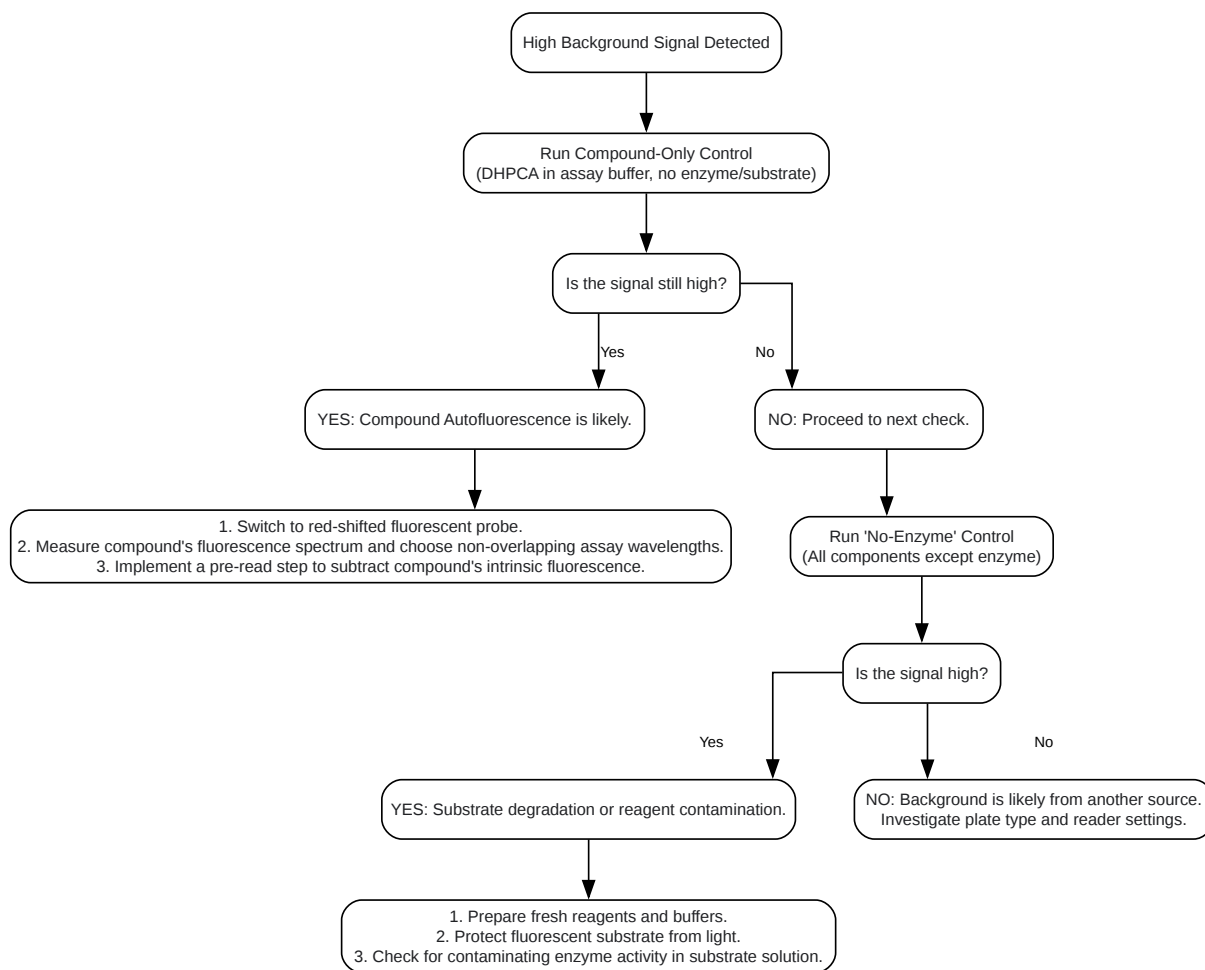 High Background Signal Detected
Run Compound-Only Control
(DHPCA in assay buffer, no enzyme/substrate)
Is the signal still high?
Yes
No
YES: Compound Autofluorescence is likely.
NO: Proceed to next check.
1. Switch to red-shifted fluorescent probe.
2. Measure compound's fluorescence spectrum and choose non-overlapping assay wavelengths.
3. Implement a pre-read step to subtract compound's intrinsic fluorescence.
Run 'No-Enzyme' Control
(All components except enzyme)
Is the signal high?
Yes
No
YES: Substrate degradation or reagent contamination.
NO: Background is likely from another source.
Investigate plate type and reader settings.
1. Prepare fresh reagents and buffers.
2. Protect fluorescent substrate from light.
3. Check for contaminating enzyme activity in substrate solution.